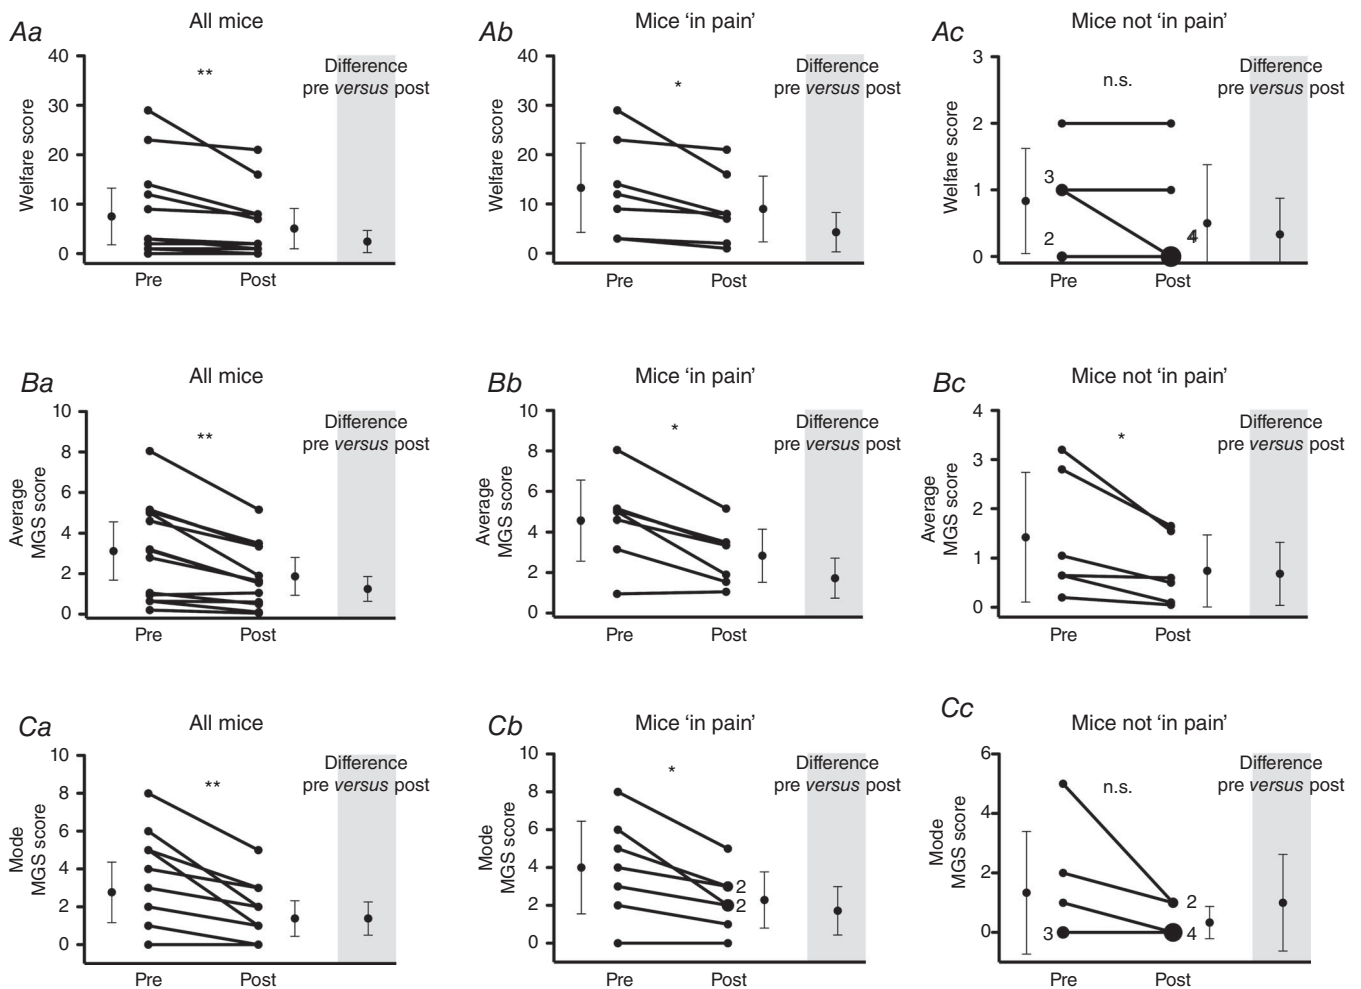 Aa
All mice
Welfare score
40
30
20
10
0
**
Difference
pre versus post
Pre
Post
Ab
Mice ‘in pain’
Welfare score
40
30
20
10
0
*
Difference
pre versus post
Pre
Post
Ac
Mice not ‘in pain’
Welfare score
3
2
1
0
n.s.
3
2
4
Difference
pre versus post
Pre
Post
Ba
All mice
Average
MGS score
10
8
6
4
2
0
**
Difference
pre versus post
Pre
Post
Bb
Mice ‘in pain’
Average
MGS score
10
8
6
4
2
0
*
Difference
pre versus post
Pre
Post
Bc
Mice not ‘in pain’
Average
MGS score
4
3
2
1
0
*
Difference
pre versus post
Pre
Post
Ca
All mice
Mode
MGS score
10
8
6
4
2
0
**
Difference
pre versus post
Pre
Post
Cb
Mice ‘in pain’
Mode
MGS score
10
8
6
4
2
0
*
2
2
Difference
pre versus post
Pre
Post
Cc
Mice not ‘in pain’
Mode
MGS score
6
4
2
0
n.s.
2
3
4
Difference
pre versus post
Pre
Post